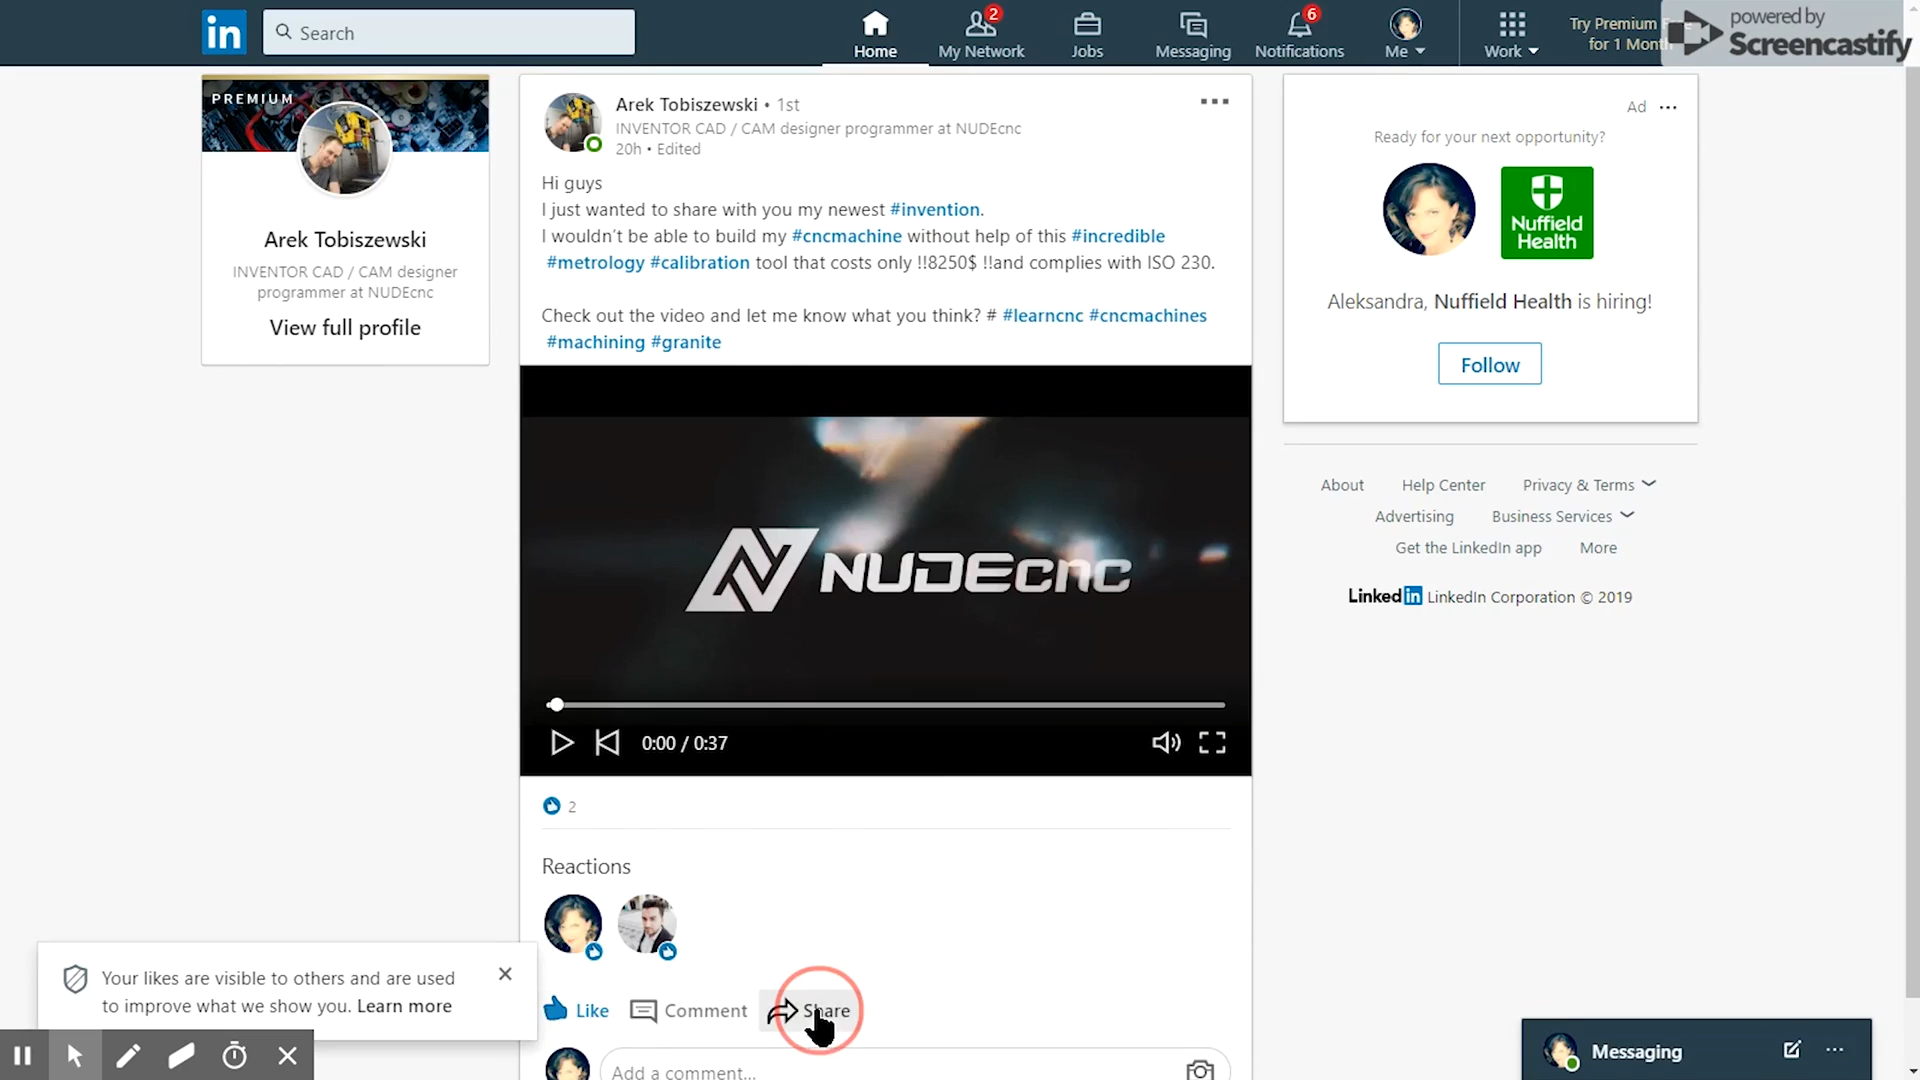 in
Search
Home
2
My Network
Jobs
Messaging
6
Notifications
Me
Work
Try Premium
for 1 Month
powered by
Screencastify
PREMIUM
Arek Tobiszewski
INVENTOR CAD / CAM designer
programmer at NUDEcnc
View full profile
Arek Tobiszewski • 1st
INVENTOR CAD / CAM designer programmer at NUDEcnc
20h • Edited
Hi guys
I just wanted to share with you my newest #invention.
I wouldn't be able to build my #cncmachine without help of this #incredible
#metrology #calibration tool that costs only !!8250$ !!and complies with ISO 230.
Check out the video and let me know what you think? # #learncnc #cncmachines
#machining #granite
NUDEcnc
0:00 / 0:37
2
Reactions
Like
Comment
Share
Add a comment...
Ad
Ready for your next opportunity?
Nuffield
Health
Aleksandra, Nuffield Health is hiring!
Follow
About
Help Center
Privacy & Terms
Advertising
Business Services
Get the LinkedIn app
More
Linked in LinkedIn Corporation © 2019
Your likes are visible to others and are used
to improve what we show you. Learn more
Messaging